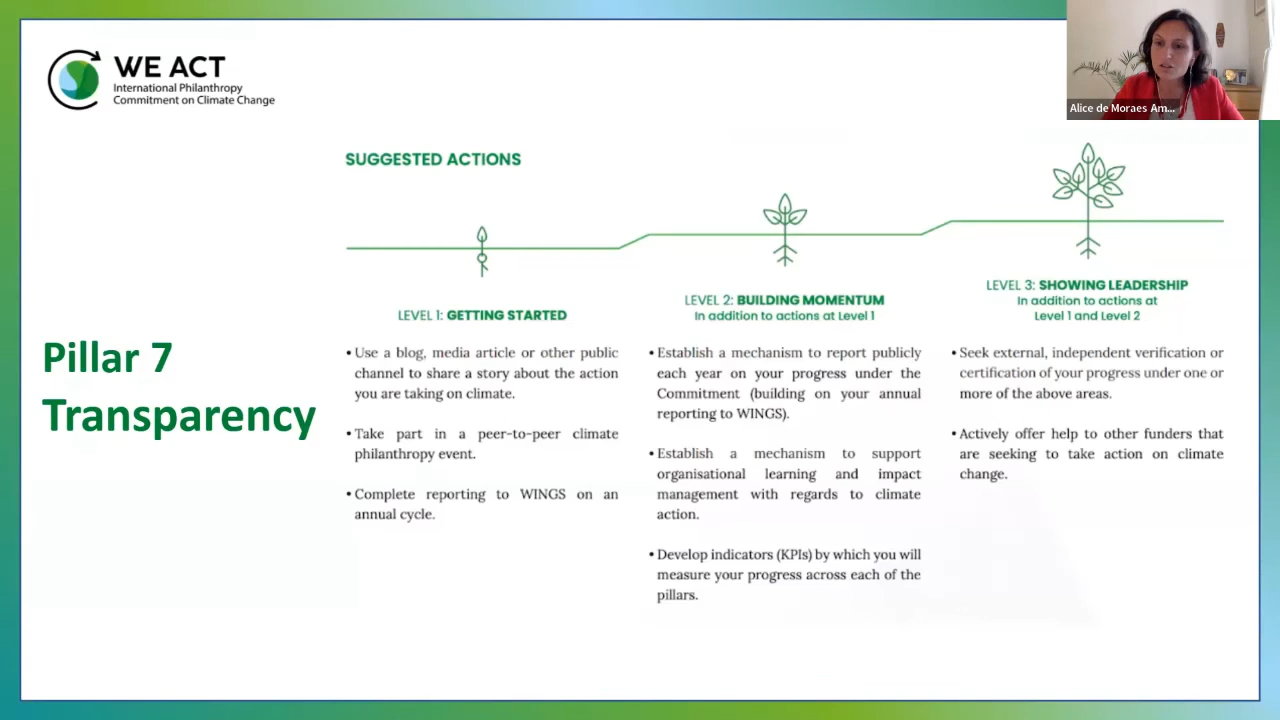 WE ACT
International Philanthropy
Commitment on Climate Change
Alice de Moraes Am...
SUGGESTED ACTIONS
Pillar 7
Transparency
LEVEL 1: GETTING STARTED
• Use a blog, media article or other public
channel to share a story about the action
you are taking on climate.
• Take part in a peer-to-peer climate
philanthropy event.
• Complete reporting to WINGS on an
annual cycle.
LEVEL 2: BUILDING MOMENTUM
In addition to actions at Level 1
• Establish a mechanism to report publicly
each year on your progress under the
Commitment (building on your annual
reporting to WINGS).
• Establish a mechanism to support
organisational learning and impact
management with regards to climate
action.
• Develop indicators (KPIs) by which you will
measure your progress across each of the
pillars.
LEVEL 3: SHOWING LEADERSHIP
In addition to actions at
Level 1 and Level 2
• Seek external, independent verification or
certification of your progress under one or
more of the above areas.
• Actively offer help to other funders that
are seeking to take action on climate
change.